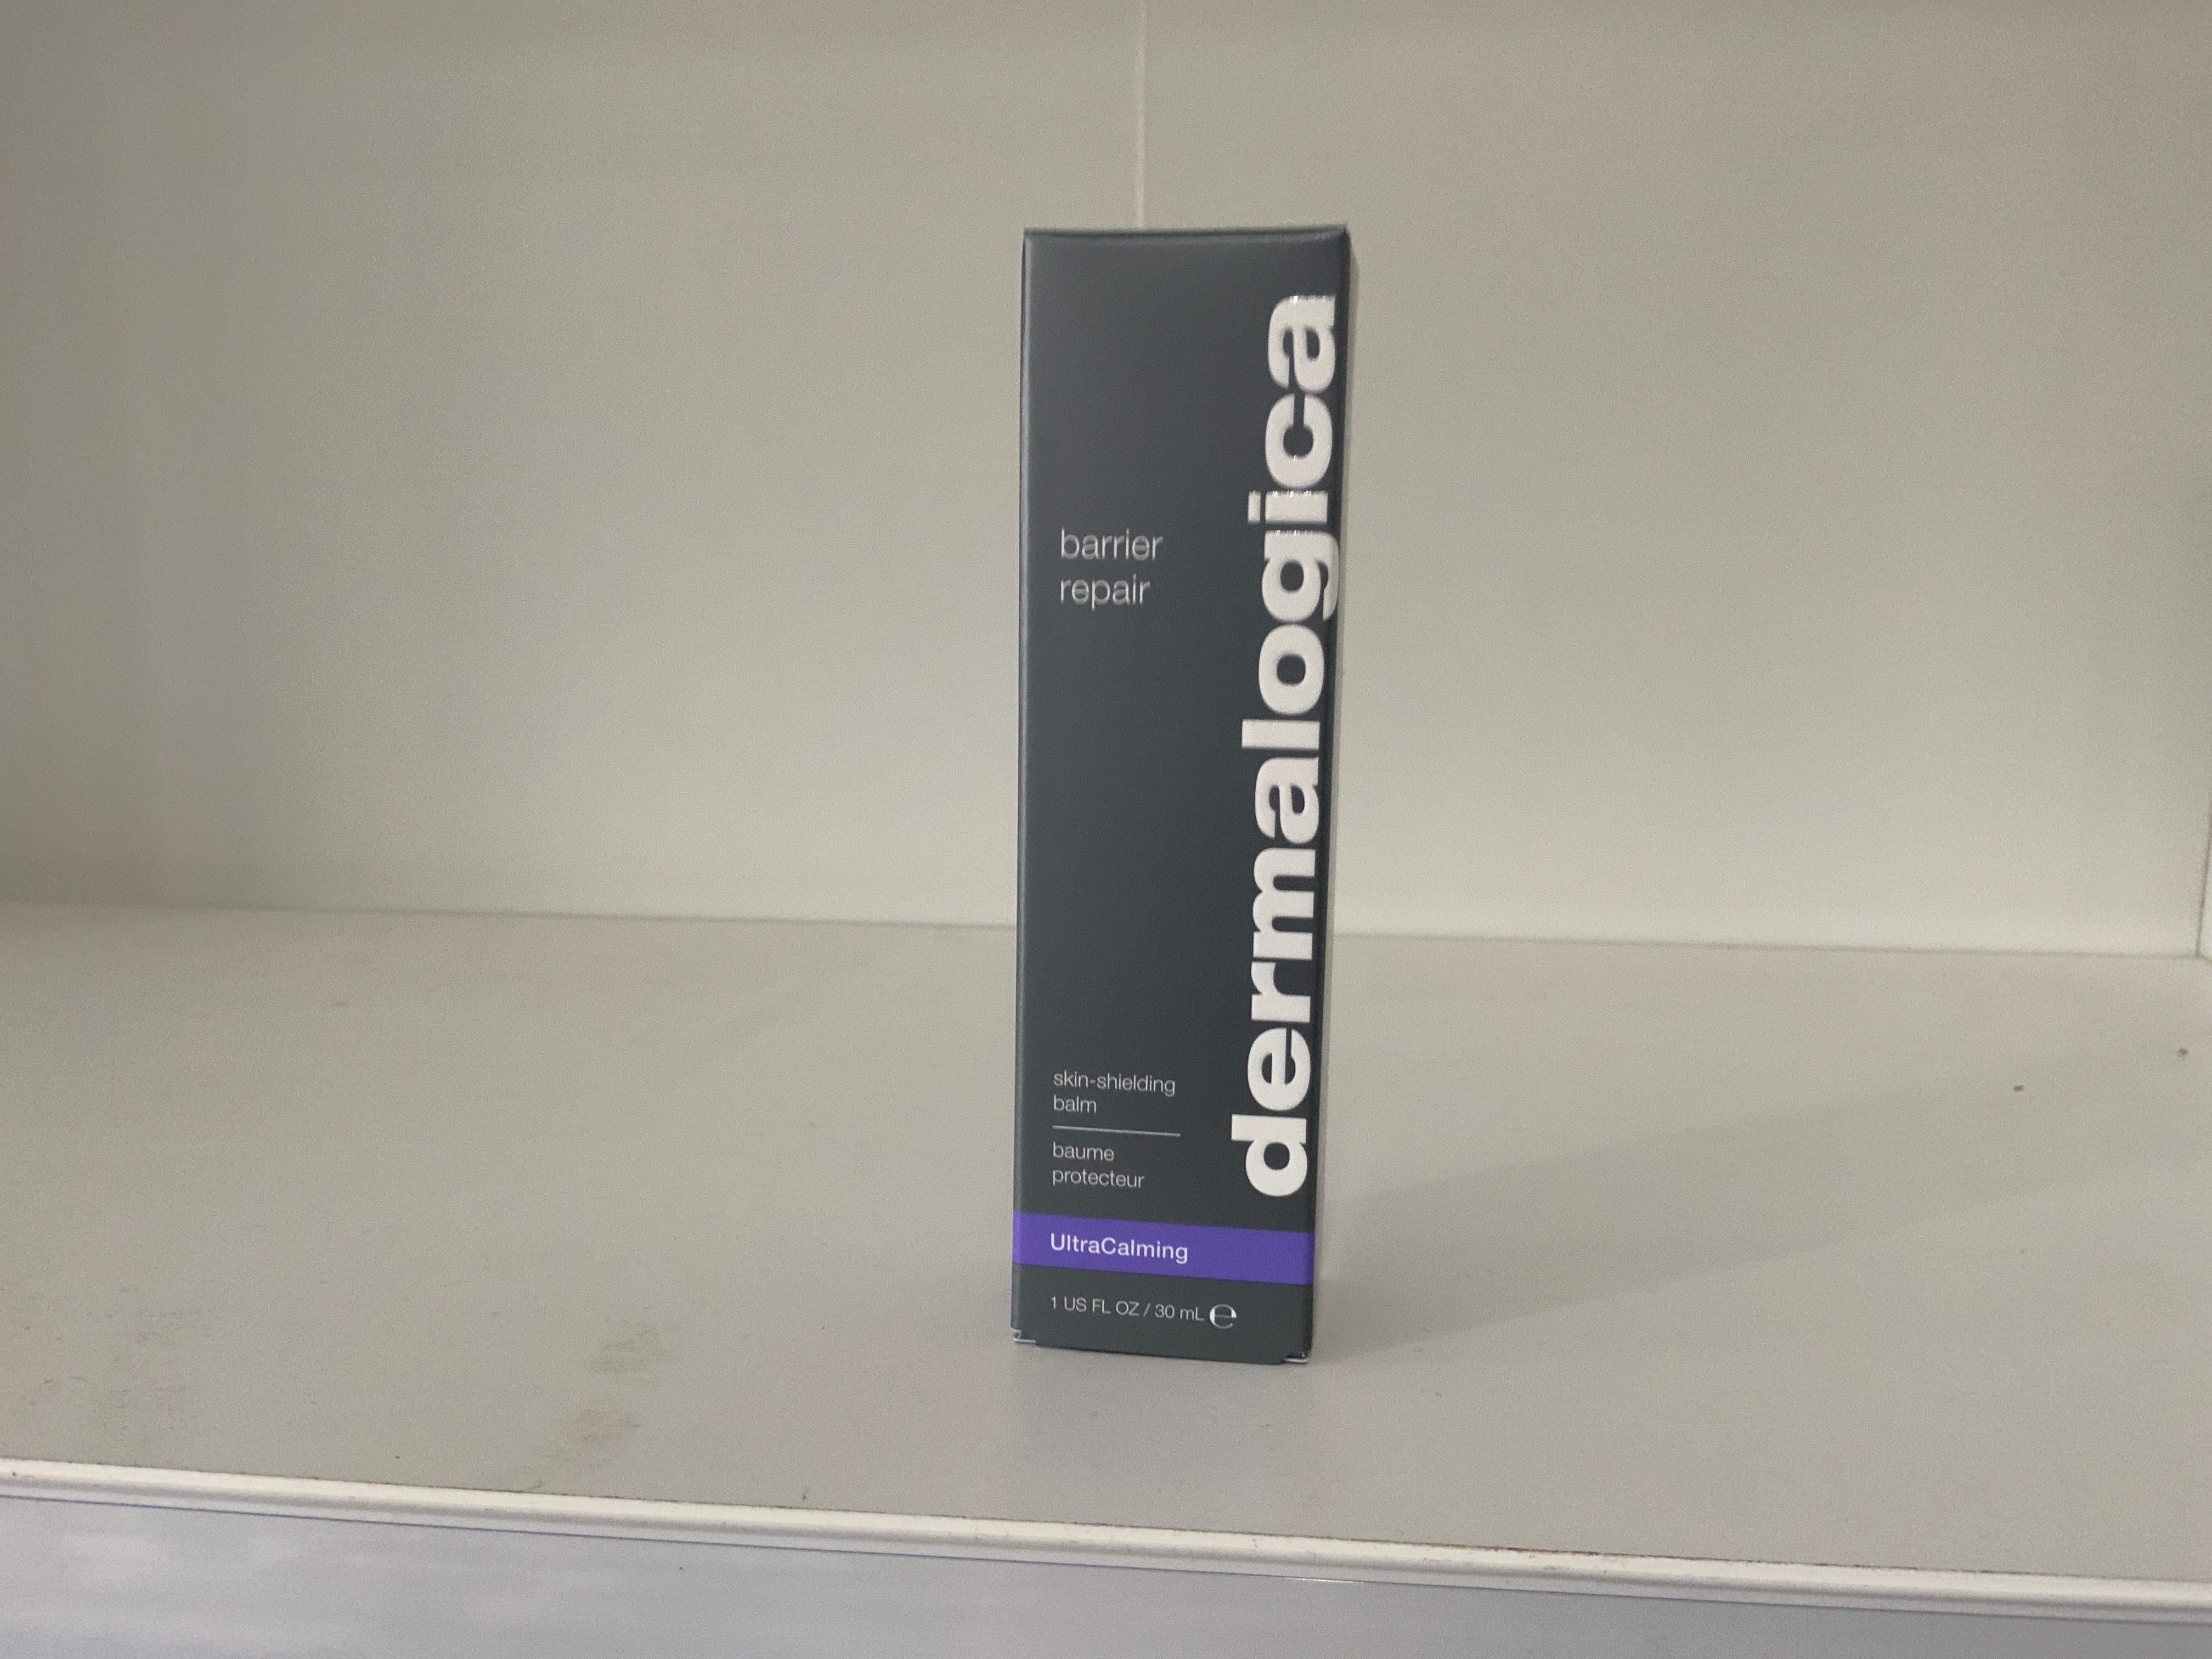 barrier
repair
dermalogica
skin-shielding
balm
baume
protecteur
UltraCalming
1 US FL OZ / 30 mL ℮